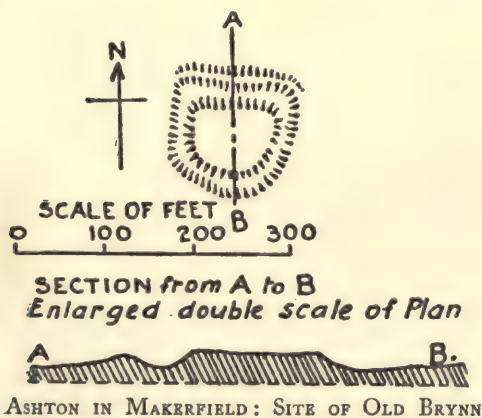 A
N
B
SCALE OF FEET
0 100 200 300
SECTION from A to B
Enlarged double scale of Plan
A B.
ASHTON IN MAKERFIELD: SITE OF OLD BRYNN